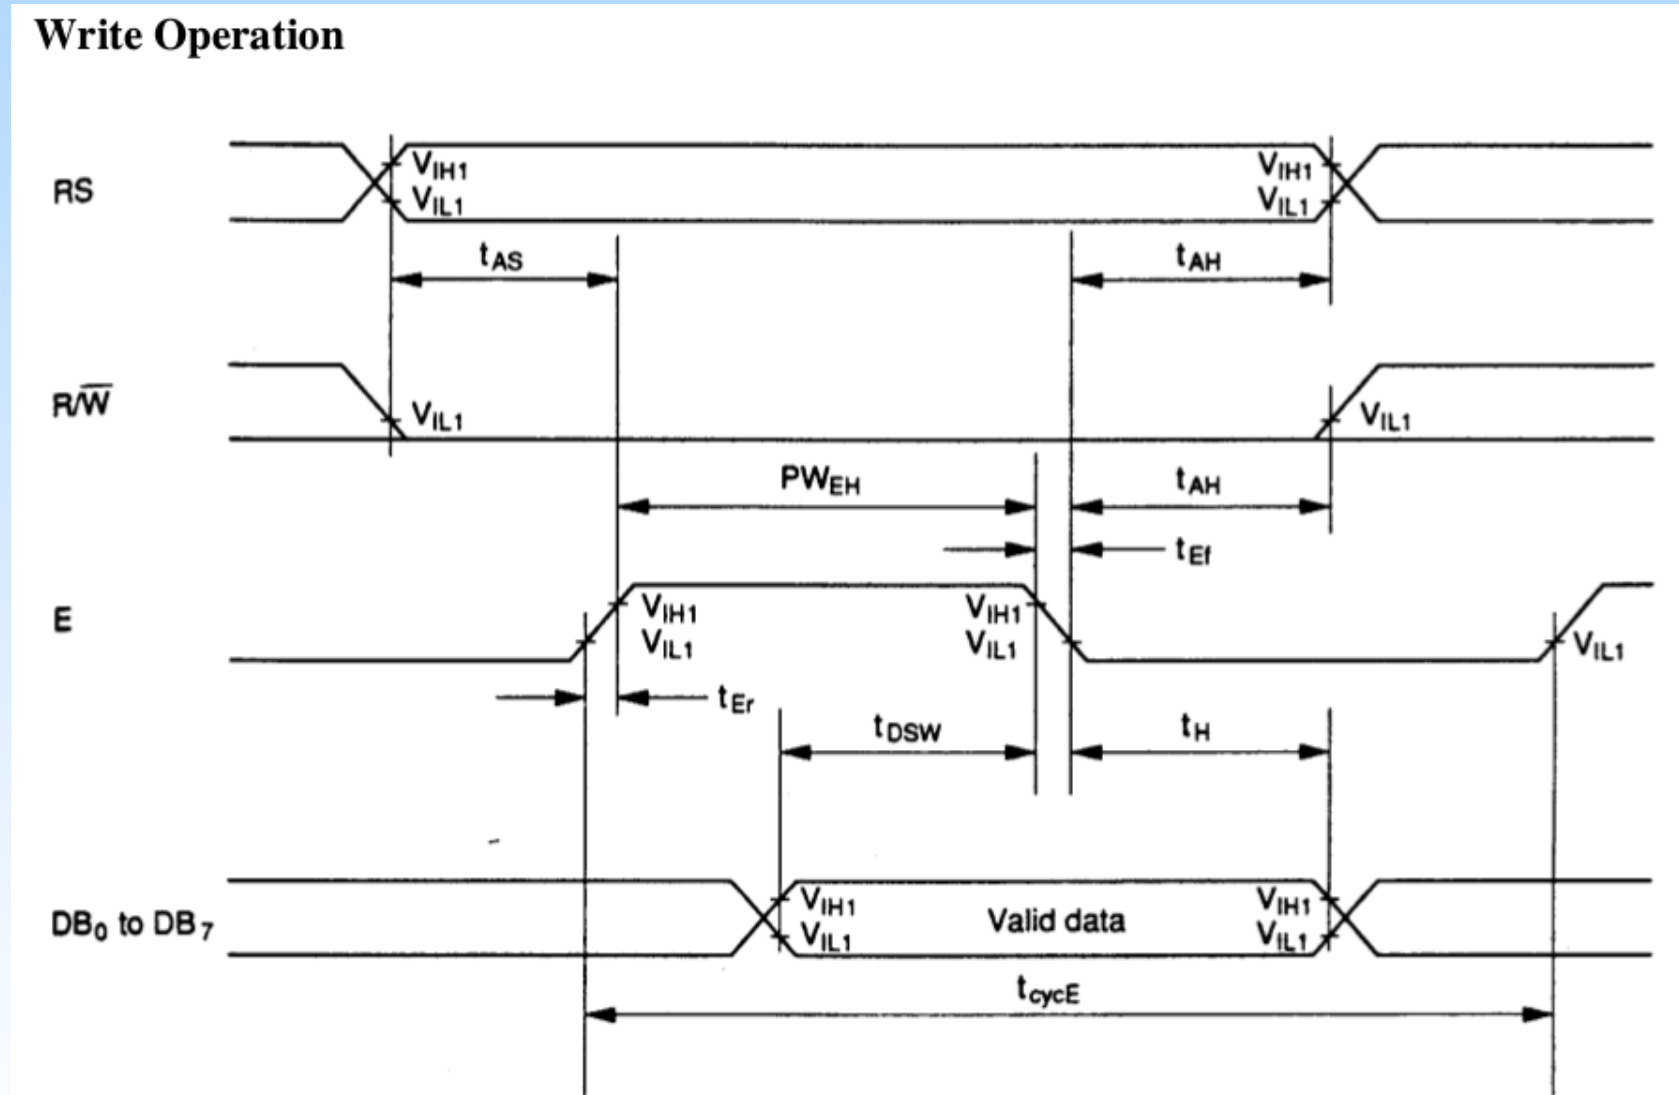 Write Operation
RS
VIH1
VIL1
VIH1
VIL1
tAS
tAH
R/W̅
VIL1
VIL1
PWEH
tAH
tEf
E
VIH1
VIL1
VIH1
VIL1
VIL1
tEr
tDSW
tH
DB0 to DB7
VIH1
VIL1
Valid data
VIH1
VIL1
tcycE